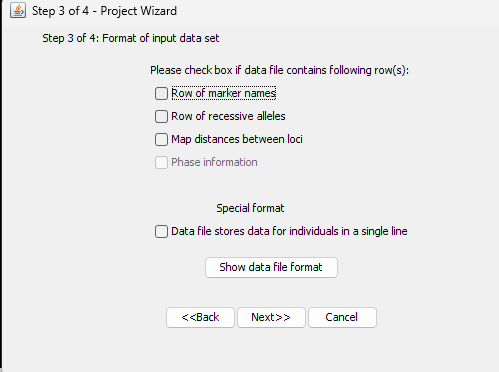 Step 3 of 4 - Project Wizard
Step 3 of 4: Format of input data set
Please check box if data file contains following row(s):
Row of marker names
Row of recessive alleles
Map distances between loci
Phase information
Special format
Data file stores data for individuals in a single line
Show data file format
<<Back Next>> Cancel